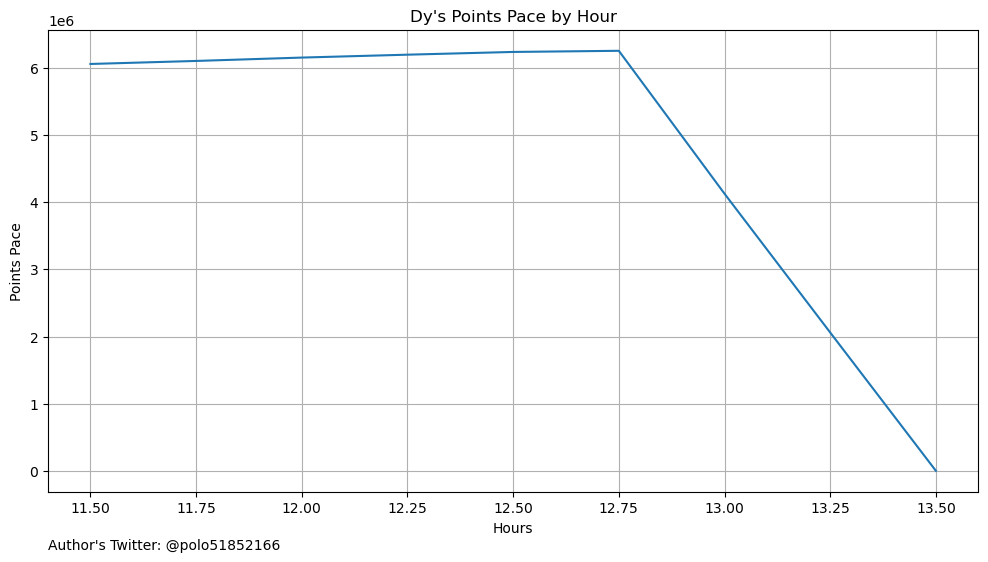 Dy's Points Pace by Hour
1e6
6
5
4
3
2
1
0
Points Pace
11.50 11.75 12.00 12.25 12.50 12.75 13.00 13.25 13.50
Hours
Author's Twitter: @polo51852166